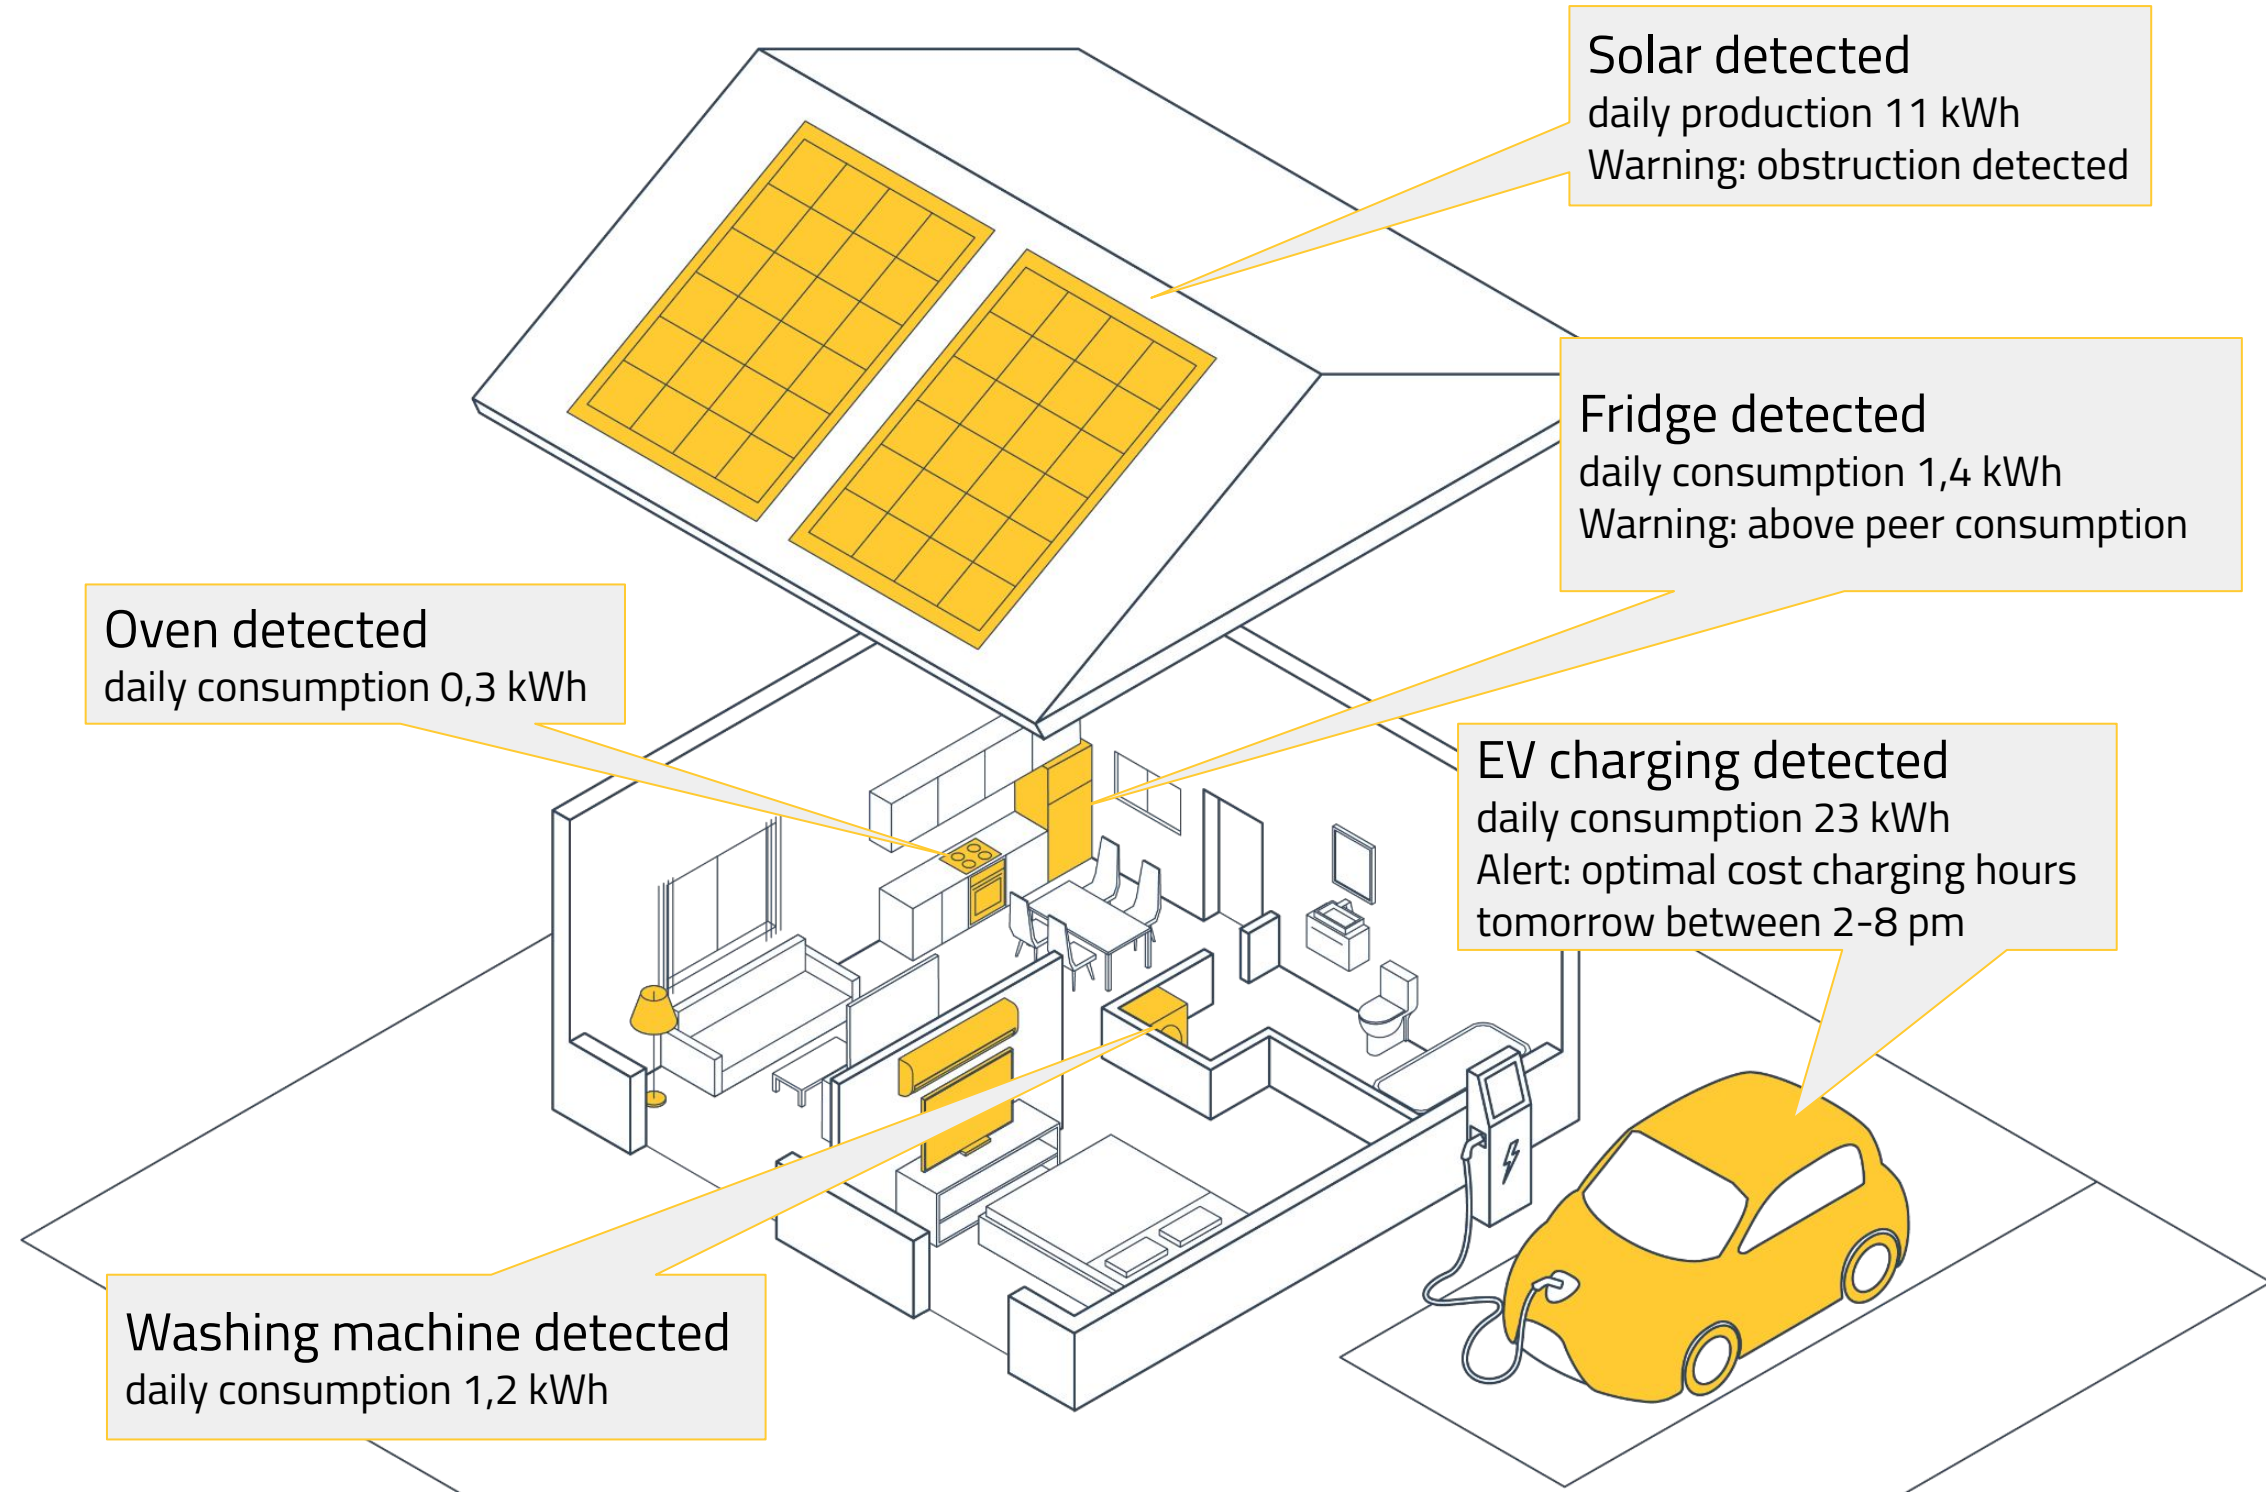 Solar detected
daily production 11 kWh
Warning: obstruction detected
Fridge detected
daily consumption 1,4 kWh
Warning: above peer consumption
Oven detected
daily consumption 0,3 kWh
EV charging detected
daily consumption 23 kWh
Alert: optimal cost charging hours
tomorrow between 2-8 pm
Washing machine detected
daily consumption 1,2 kWh